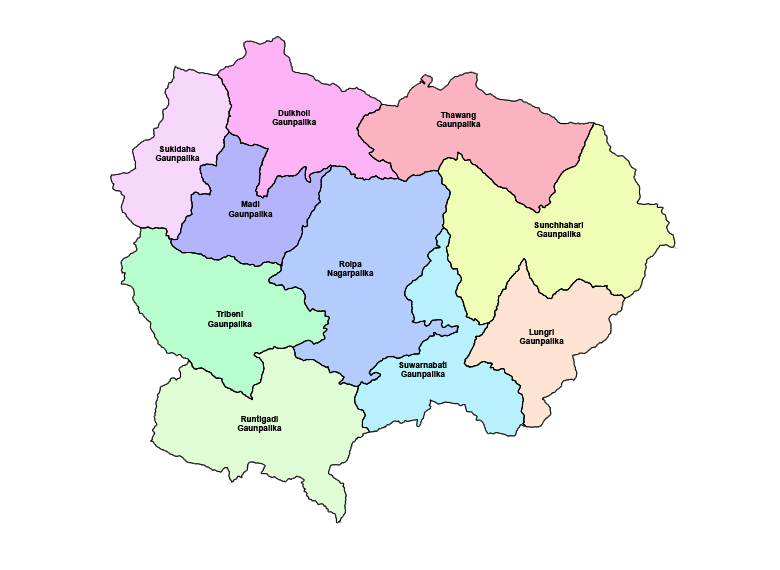 Duikholi
Gaunpalika
Thawang
Gaunpalika
Sukidaha
Gaunpalika
Madi
Gaunpalika
Sunchhahari
Gaunpalika
Rolpa
Nagarpalika
Tribeni
Gaunpalika
Lungri
Gaunpalika
Suwarnabati
Gaunpalika
Runtigadi
Gaunpalika